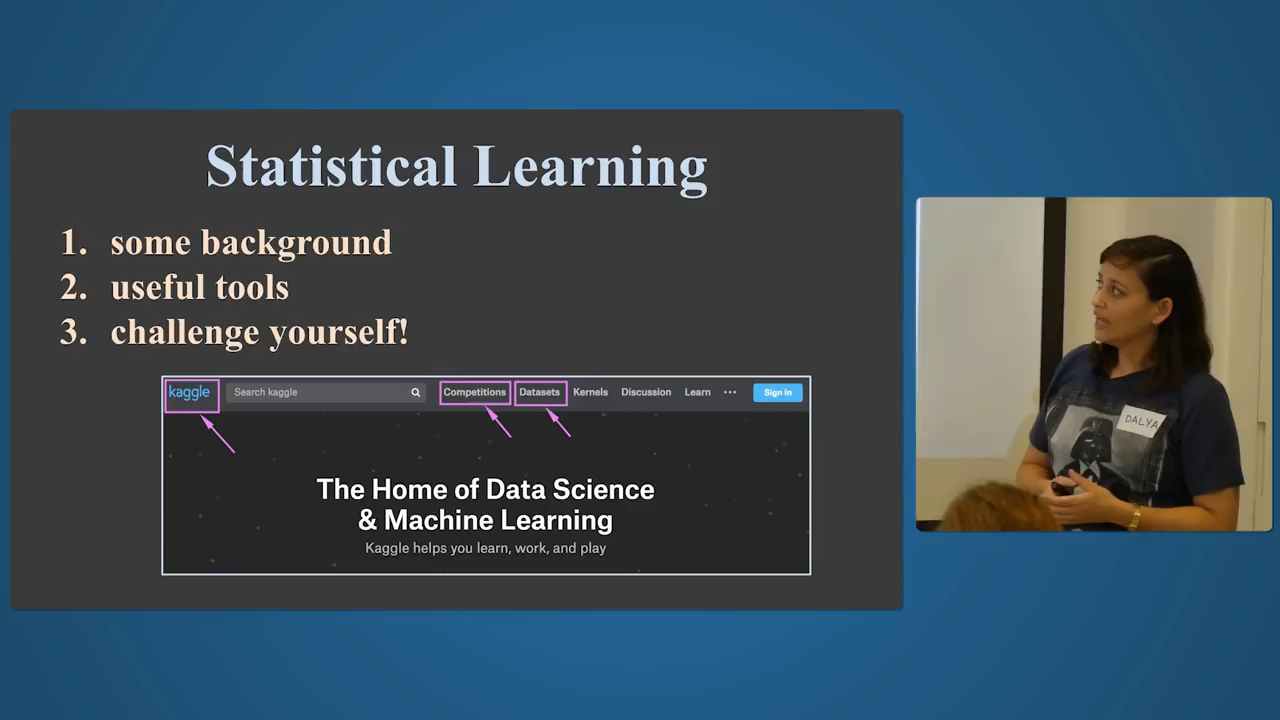 Statistical Learning
1. some background
2. useful tools
3. challenge yourself!
kaggle Search kaggle Competitions Datasets Kernels Discussion Learn ••• Sign In
The Home of Data Science
& Machine Learning
Kaggle helps you learn, work, and play
DALYA